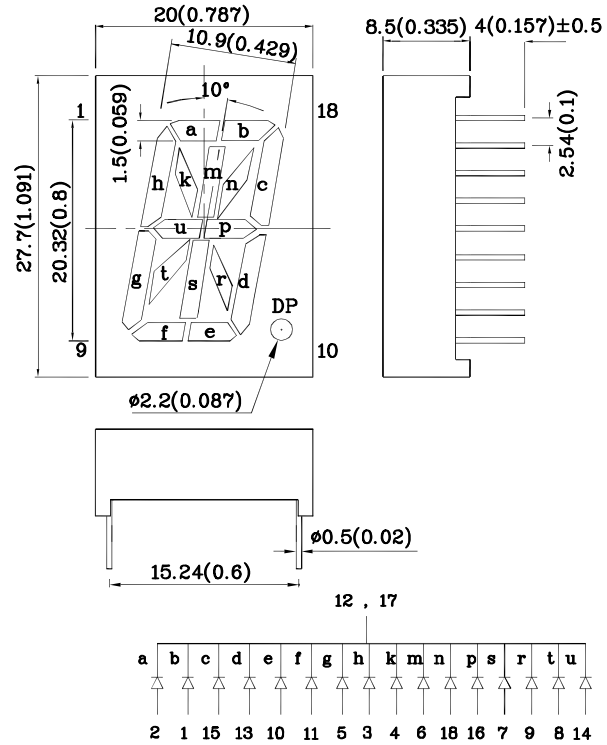 20(0.787)
8.5(0.335) 4(0.157)±0.5
10.9(0.429)
10°
1 18
1.5(0.059)
a b
2.54(0.1)
h k m n c
27.7(1.091)
20.32(0.8)
u p
g t s r d
DP
f e
9 10
ø2.2(0.087)
ø0.5(0.02)
15.24(0.6)
12 , 17
a b c d e f g h k m n p s r t u
2 1 15 13 10 11 5 3 4 6 18 16 7 9 8 14